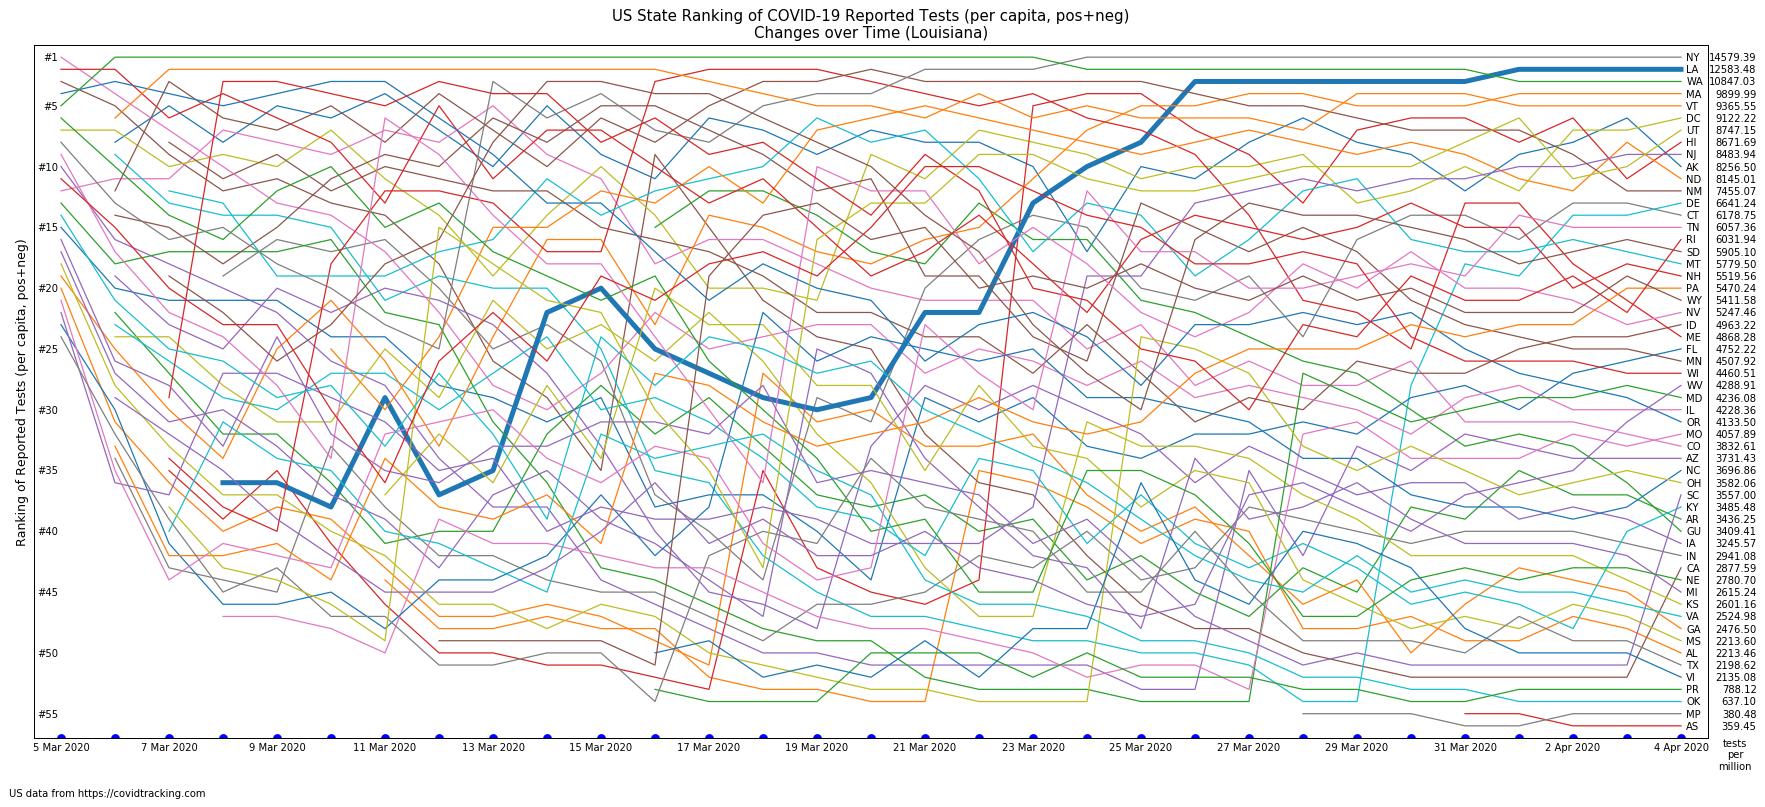 US State Ranking of COVID-19 Reported Tests (per capita, pos+neg)
Changes over Time (Louisiana)
Ranking of Reported Tests (per capita, pos+neg)
#1
#5
#10
#15
#20
#25
#30
#35
#40
#45
#50
#55
NY 14579.39
LA 12583.48
WA 10847.03
MA 9899.99
VT 9365.55
DC 9122.22
UT 8747.15
HI 8671.69
NJ 8483.94
AK 8256.50
ND 8145.01
NM 7455.07
DE 6641.24
CT 6178.75
TN 6057.36
RI 6031.94
SD 5905.10
MT 5779.50
NH 5519.56
PA 5470.24
WY 5411.58
NV 5247.46
ID 4963.22
ME 4868.28
FL 4752.22
MN 4507.92
WI 4460.51
WV 4288.91
MD 4236.08
IL 4228.36
OR 4133.50
MO 4057.89
CO 3832.61
AZ 3731.43
NC 3696.86
OH 3582.06
SC 3557.00
KY 3485.48
AR 3436.25
GU 3409.41
IA 3245.57
IN 2941.08
CA 2877.59
NE 2780.70
MI 2615.24
KS 2601.16
VA 2524.98
GA 2476.50
MS 2213.60
AL 2213.46
TX 2198.62
VI 2135.08
PR 788.12
OK 637.10
MP 380.48
AS 359.45
5 Mar 2020 7 Mar 2020 9 Mar 2020 11 Mar 2020 13 Mar 2020 15 Mar 2020 17 Mar 2020 19 Mar 2020 21 Mar 2020 23 Mar 2020 25 Mar 2020 27 Mar 2020 29 Mar 2020 31 Mar 2020 2 Apr 2020 4 Apr 2020
tests
per
million
US data from https://covidtracking.com